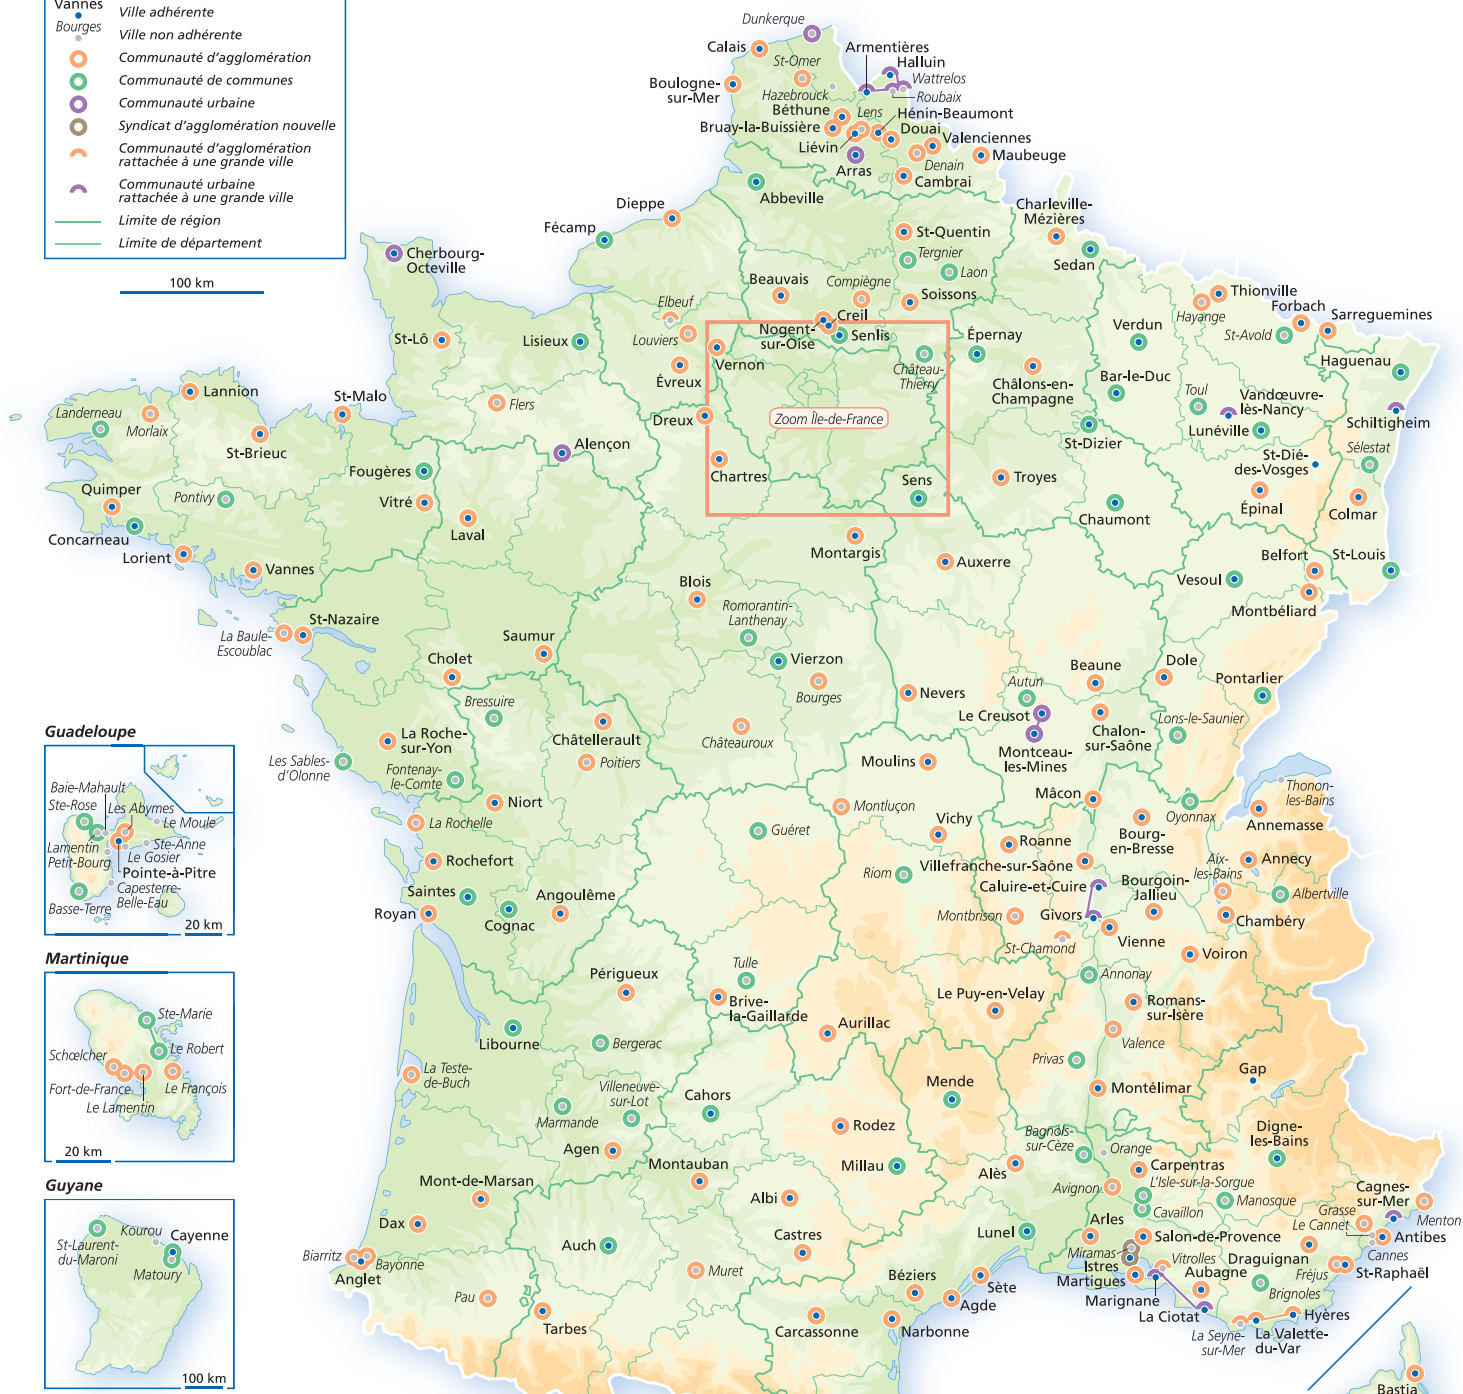 Vannes
Ville adhérente
Bourges
Ville non adhérente
Communauté d'agglomération
Communauté de communes
Communauté urbaine
Syndicat d'agglomération nouvelle
Communauté d'agglomération
rattachée à une grande ville
Communauté urbaine
rattachée à une grande ville
Limite de région
Limite de département
100 km
Dunkerque
Calais
Armentières
St-Omer
Halluin
Boulogne-
sur-Mer
Wattrelos
Hazebrouck
Roubaix
Béthune
Lens
Hénin-Beaumont
Bruay-la-Buissière
Douai
Liévin
Valenciennes
Maubeuge
Arras
Denain
Cambrai
Abbeville
Dieppe
Charleville-
Mézières
Fécamp
St-Quentin
Cherbourg-
Octeville
Tergnier
Sedan
Laon
Beauvais
Compiègne
Soissons
Thionville
Elbeuf
Hayange
Forbach
Creil
Nogent-
sur-Oise
Senlis
Sarreguemines
St-Lô
Lisieux
Louviers
Épernay
Verdun
St-Avold
Vernon
Haguenau
Évreux
Château-
Thierry
Châlons-en-
Champagne
Bar-le-Duc
Lannion
St-Malo
Flers
Toul
Vandœuvre-
lès-Nancy
Landerneau
Morlaix
Dreux
Zoom Île-de-France
Schiltigheim
St-Brieuc
Alençon
St-Dizier
Lunéville
Sélestat
St-Dié-
des-Vosges
Fougères
Chartres
Sens
Troyes
Quimper
Pontivy
Vitré
Épinal
Colmar
Concarneau
Laval
Chaumont
Lorient
Montargis
Auxerre
Belfort
St-Louis
Vannes
Blois
Vesoul
Montbéliard
Romorantin-
Lanthenay
St-Nazaire
La Baule-
Escoublac
Saumur
Cholet
Vierzon
Beaune
Dole
Bourges
Nevers
Autun
Pontarlier
Bressuire
Le Creusot
Lons-le-Saunier
La Roche-
sur-Yon
Châtellerault
Châteauroux
Chalon-
sur-Saône
Montceau-
les-Mines
Les Sables-
d'Olonne
Fontenay-
le-Comte
Poitiers
Moulins
Thonon-
les-Bains
Niort
Montluçon
Mâcon
Oyonnax
Annemasse
La Rochelle
Guéret
Vichy
Bourg-
en-Bresse
Roanne
Rochefort
Villefranche-sur-Saône
Aix-
les-Bains
Annecy
Riom
Saintes
Angoulême
Caluire-et-Cuire
Bourgoin-
Jallieu
Albertville
Royan
Cognac
Montbrison
Givors
Chambéry
Vienne
St-Chamond
Voiron
Périgueux
Tulle
Annonay
Brive-
la-Gaillarde
Le Puy-en-Velay
Romans-
sur-Isère
Aurillac
Libourne
Bergerac
Valence
La Teste-
de-Buch
Privas
Villeneuve-
sur-Lot
Cahors
Mende
Montélimar
Gap
Marmande
Rodez
Bagnols-
sur-Cèze
Orange
Digne-
les-Bains
Agen
Montauban
Millau
Alès
Carpentras
L'Isle-sur-la-Sorgue
Mont-de-Marsan
Albi
Avignon
Manosque
Cagnes-
sur-Mer
Cavaillon
Grasse
Menton
Dax
Lunel
Arles
Le Cannet
Auch
Castres
Salon-de-Provence
Antibes
Biarritz
Bayonne
Miramas
Vitrolles
Draguignan
Cannes
Anglet
Muret
Istres
Fréjus
St-Raphaël
Béziers
Sète
Martigues
Aubagne
Pau
Agde
Marignane
Brignoles
Tarbes
Carcassonne
Narbonne
La Ciotat
Hyères
La Seyne-
sur-Mer
La Valette-
du-Var
Bastia
Guadeloupe
Baie-Mahault
Ste-Rose
Les Abymes
Le Moule
Lamentin
Ste-Anne
Petit-Bourg
Le Gosier
Pointe-à-Pitre
Capesterre-
Belle-Eau
Basse-Terre
20 km
Martinique
Ste-Marie
Schœlcher
Le Robert
Fort-de-France
Le François
Le Lamentin
20 km
Guyane
Kourou
Cayenne
St-Laurent-
du-Maroni
Matoury
100 km